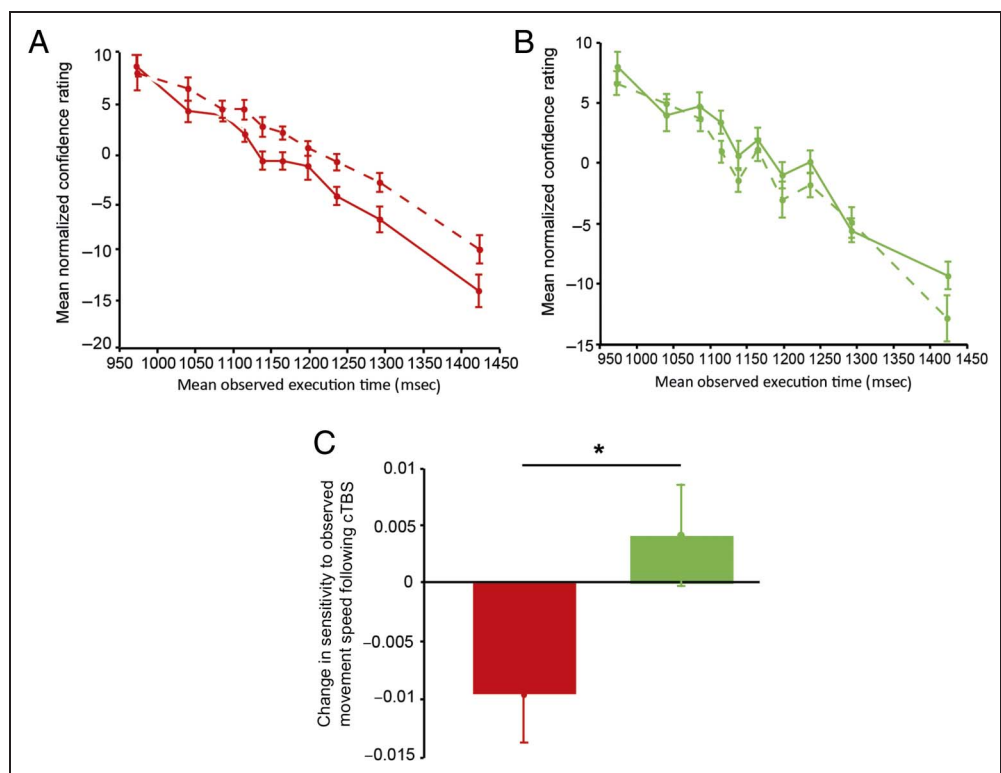 A
10
5
0
–5
–10
–15
–20
Mean normalized confidence rating
950 1000 1050 1100 1150 1200 1250 1300 1350 1400 1450
Mean observed execution time (msec)
B
10
5
0
–5
–10
–15
Mean normalized confidence rating
950 1000 1050 1100 1150 1200 1250 1300 1350 1400 1450
Mean observed execution time (msec)
C
*
0.01
0.005
0
–0.005
–0.01
–0.015
Change in sensitivity to observed
movement speed following cTBS